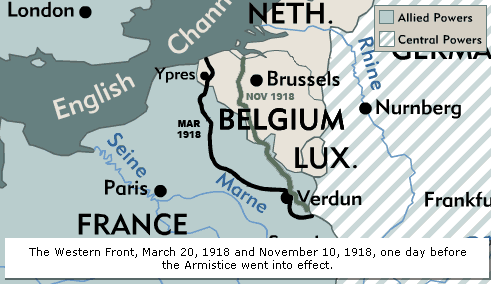 London
English
Channel
NETH.
Allied Powers
Central Powers
GERMA
Rhine
Ypres
Brussels
NOV 1918
MAR
1918
BELGIUM
Nurnberg
LUX.
Seine
Paris
Marne
Verdun
Frankfu
FRANCE
The Western Front, March 20, 1918 and November 10, 1918, one day before
the Armistice went into effect.